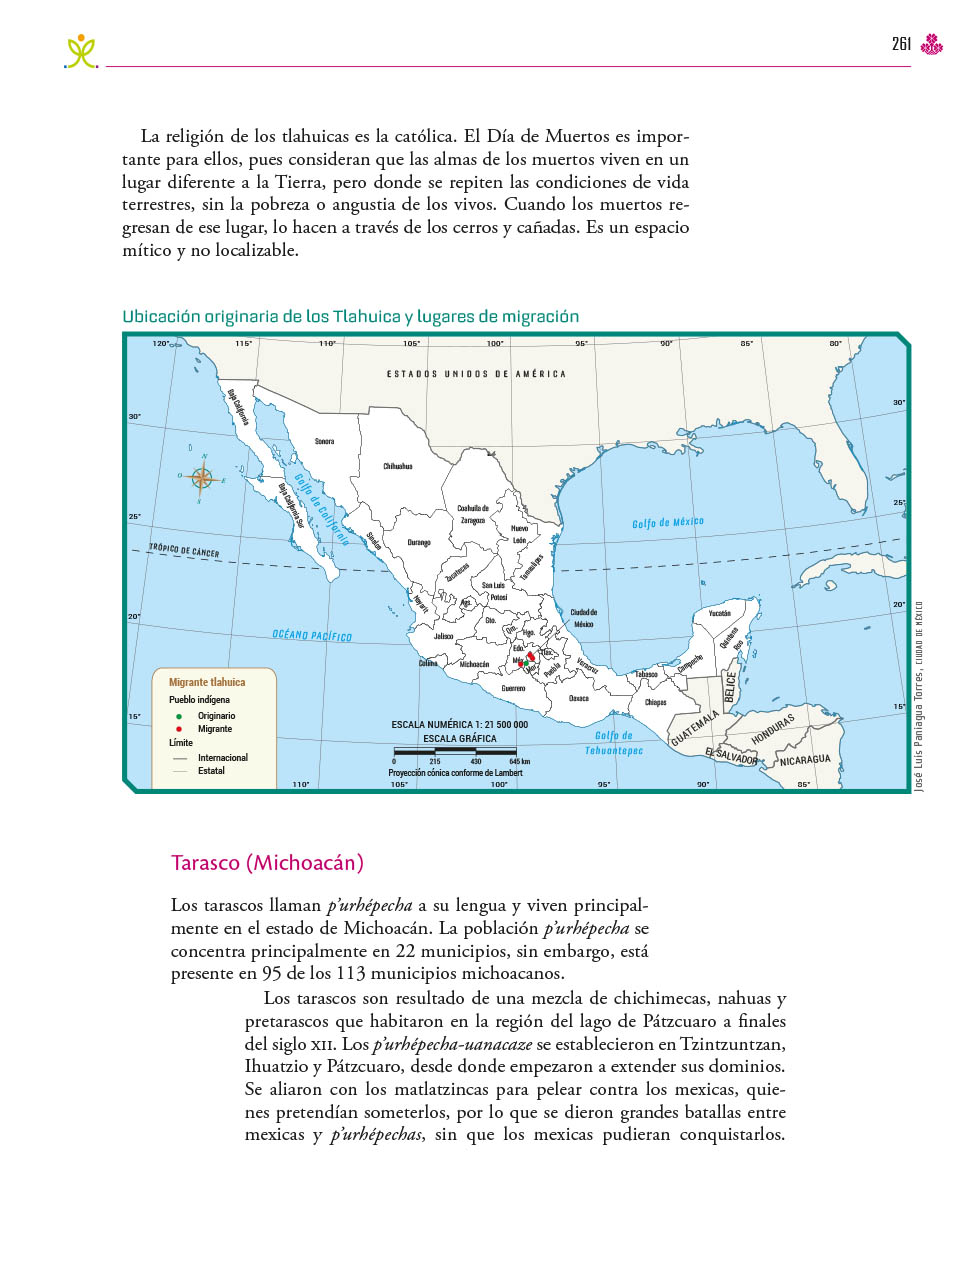 261
La religión de los tlahuicas es la católica. El Día de Muertos es impor-
tante para ellos, pues consideran que las almas de los muertos viven en un
lugar diferente a la Tierra, pero donde se repiten las condiciones de vida
terrestres, sin la pobreza o angustia de los vivos. Cuando los muertos re-
gresan de ese lugar, lo hacen a través de los cerros y cañadas. Es un espacio
mítico y no localizable.
Ubicación originaria de los Tlahuica y lugares de migración
120° 115° 110° 105° 100° 95° 90° 85° 80°
ESTADOS UNIDOS DE AMÉRICA
30° 30°
Baja California
Sonora
Chihuahua
N
O E
S
Golfo de California
Baja California Sur
Coahuila de
Zaragoza
25° 25°
Golfo de México
Nuevo
León
Sinaloa
Durango
TRÓPICO DE CÁNCER
Tamaulipas
Zacatecas
San Luis
Potosí
Nayarit
Ags.
20° 20°
Ciudad de
México
Yucatán
Gto.
Qro.
Hgo.
OCÉANO PACÍFICO
Jalisco
Quintana
Roo
Edo.
Méx.
Tlax.
Colima
Michoacán
Mor.
Puebla
Veracruz
Campeche
Tabasco
Guerrero
Oaxaca
Chiapas
BELICE
15° 15°
GUATEMALA
HONDURAS
EL SALVADOR
NICARAGUA
Golfo de
Tehuantepec
Migrante tlahuica
Pueblo indígena
Originario
Migrante
Límite
Internacional
Estatal
ESCALA NUMÉRICA 1: 21 500 000
ESCALA GRÁFICA
0 215 430 645 km
Proyección cónica conforme de Lambert
110° 105° 100° 95° 90° 85°
José Luis Paniagua Torres, CIUDAD DE MÉXICO
Tarasco (Michoacán)
Los tarascos llaman p’urhépecha a su lengua y viven principal-
mente en el estado de Michoacán. La población p’urhépecha se
concentra principalmente en 22 municipios, sin embargo, está
presente en 95 de los 113 municipios michoacanos.
Los tarascos son resultado de una mezcla de chichimecas, nahuas y
pretarascos que habitaron en la región del lago de Pátzcuaro a finales
del siglo XII. Los p’urhépecha-uanacaze se establecieron en Tzintzuntzan,
Ihuatzio y Pátzcuaro, desde donde empezaron a extender sus dominios.
Se aliaron con los matlatzincas para pelear contra los mexicas, quie-
nes pretendían someterlos, por lo que se dieron grandes batallas entre
mexicas y p’urhépechas, sin que los mexicas pudieran conquistarlos.